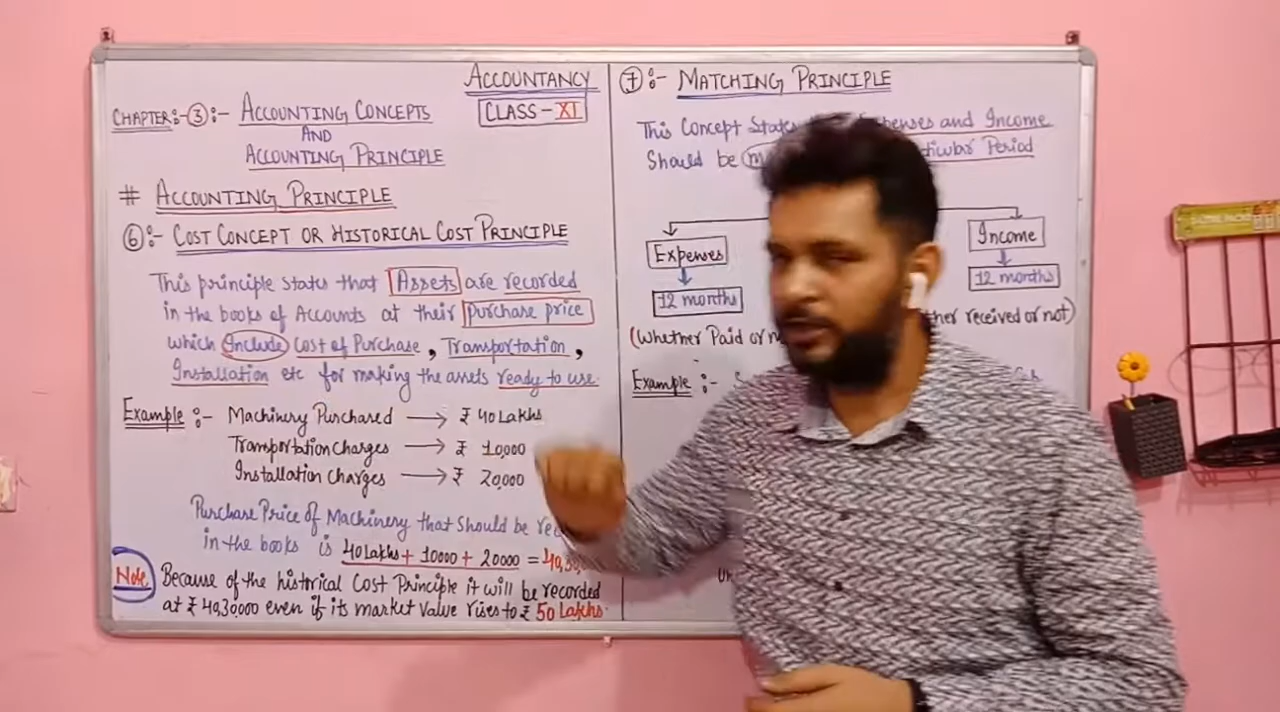 ACCOUNTANCY
CLASS - XI
CHAPTER:- ③ :- ACCOUNTING CONCEPTS
AND
ACCOUNTING PRINCIPLE
# ACCOUNTING PRINCIPLE
⑥:- COST CONCEPT OR HISTORICAL COST PRINCIPLE
This principle states that Assets are recorded
in the books of Accounts at their purchase price
which Include Cost of Purchase, Transportation,
Installation etc for making the assets ready to use
Example :- Machinery Purchased → ₹ 40 Lakhs
Transportation Charges → ₹ 10,000
Installation Charges → ₹ 20,000
Purchase Price of Machinery that should be
in the books is 40 Lakhs + 10000 + 20000 =
Note Because of the historical Cost Principle it will be recorded
at ₹ 4030000 even if its market Value rises to ₹ 50 Lakhs.
⑦:- MATCHING PRINCIPLE
This Concept States and Income
Should be Period
Expenses
Income
12 months
12 months
(Whether Paid or
received or not)
Example :-